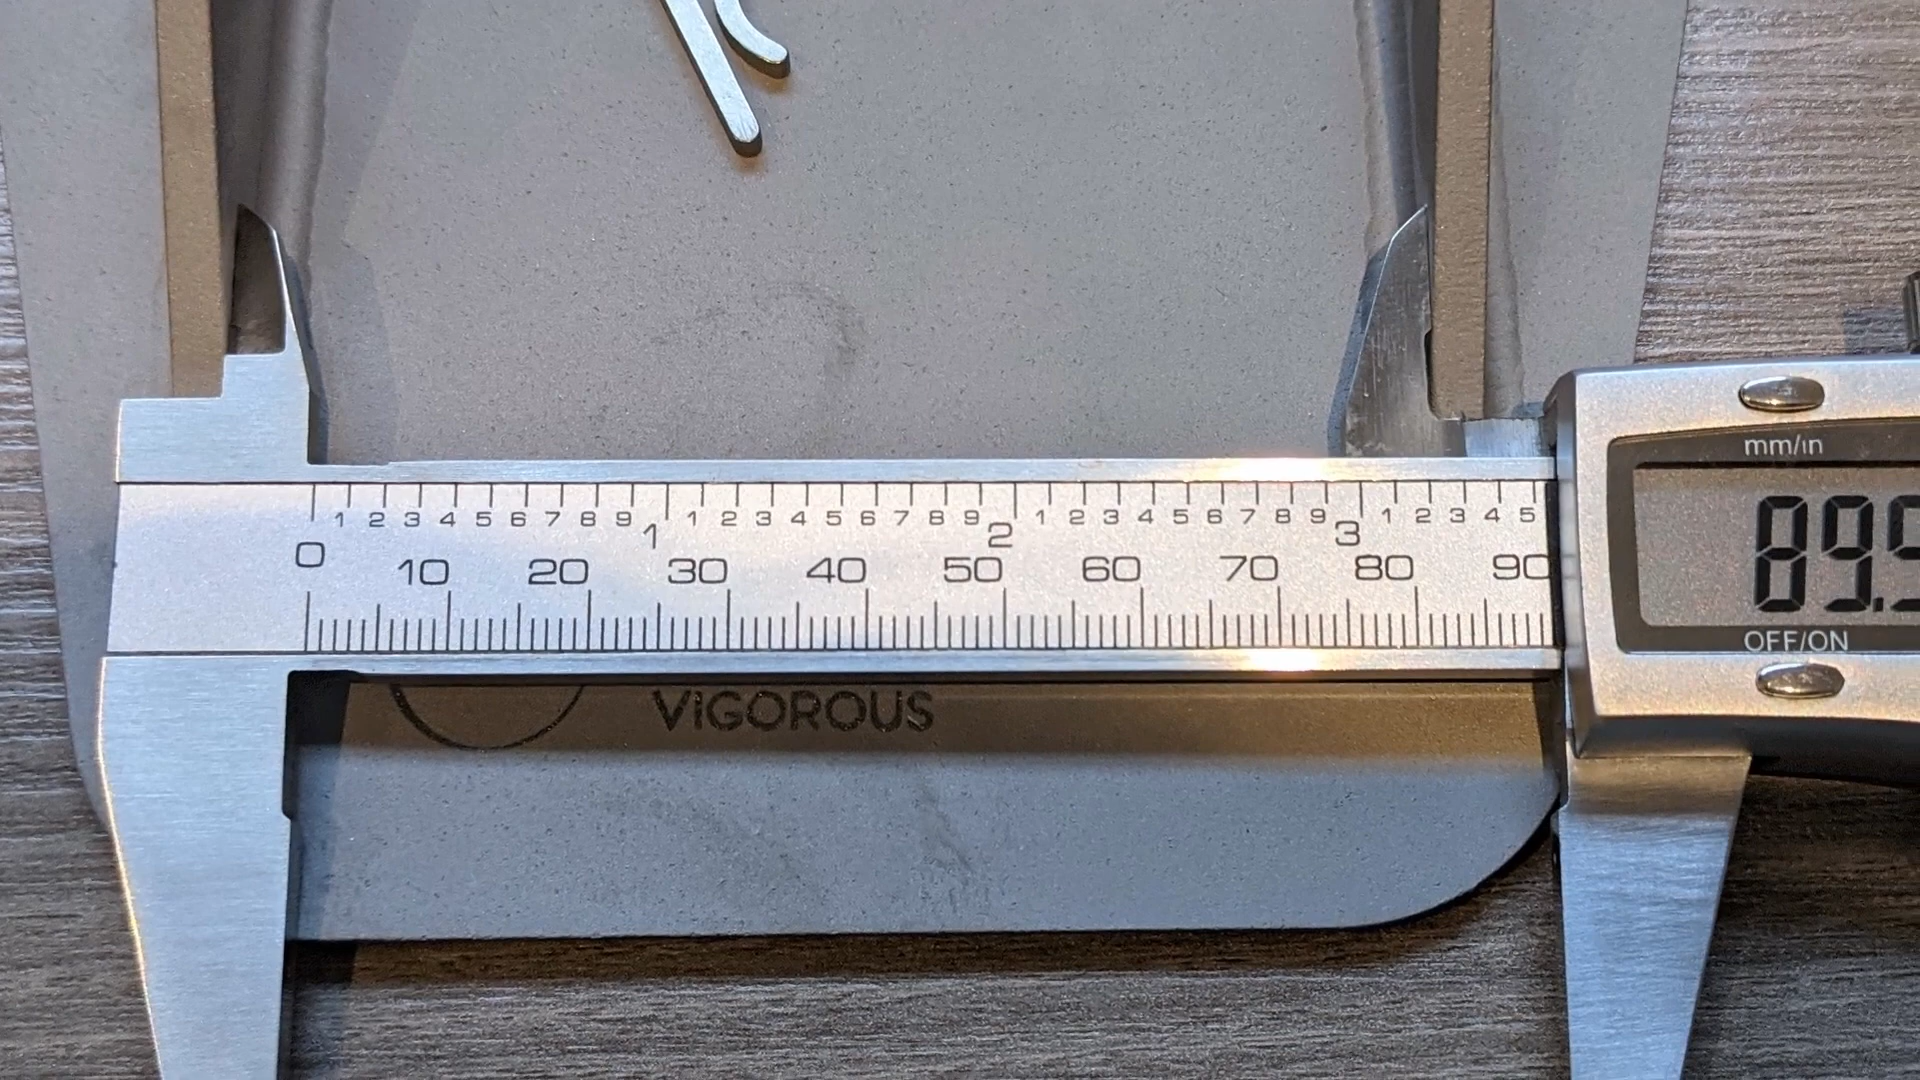 mm/in
89.9
OFF/ON
1 2 3 4 5 6 7 8 9 1 1 2 3 4 5 6 7 8 9 2 1 2 3 4 5 6 7 8 9 3 1 2 3 4 5
0 10 20 30 40 50 60 70 80 90
VIGOROUS